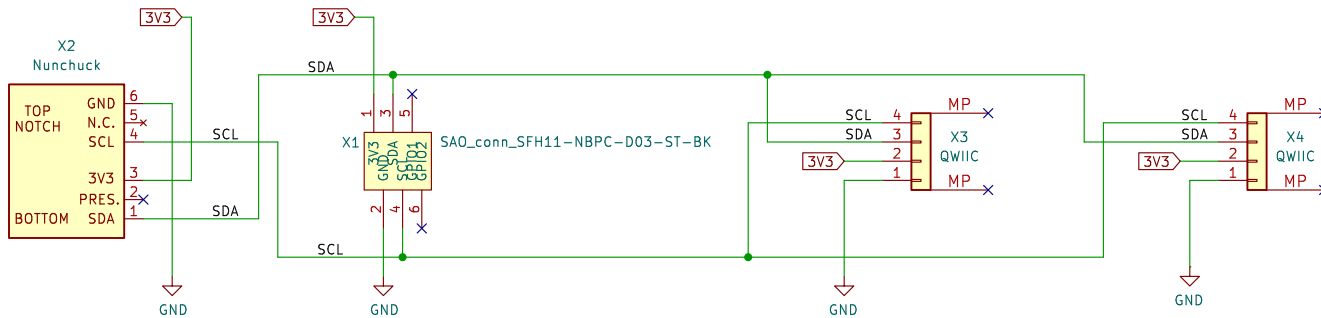 3V3
3V3
X2
Nunchuck
SDA
TOP
NOTCH
BOTTOM
GND 6
N.C. 5
SCL 4
3V3 3
PRES. 2
SDA 1
SCL
SDA
SCL
GND
1 3 5
X1
SAO_conn_SFH11-NBPC-D03-ST-BK
3V3
GND
SDA
SCL
GPIO1
GPIO2
2 4 6
GND
SCL 4
SDA 3
3V3 2
1
MP
X3
QWIIC
MP
GND
SCL 4
SDA 3
3V3 2
1
MP
X4
QWIIC
MP
GND